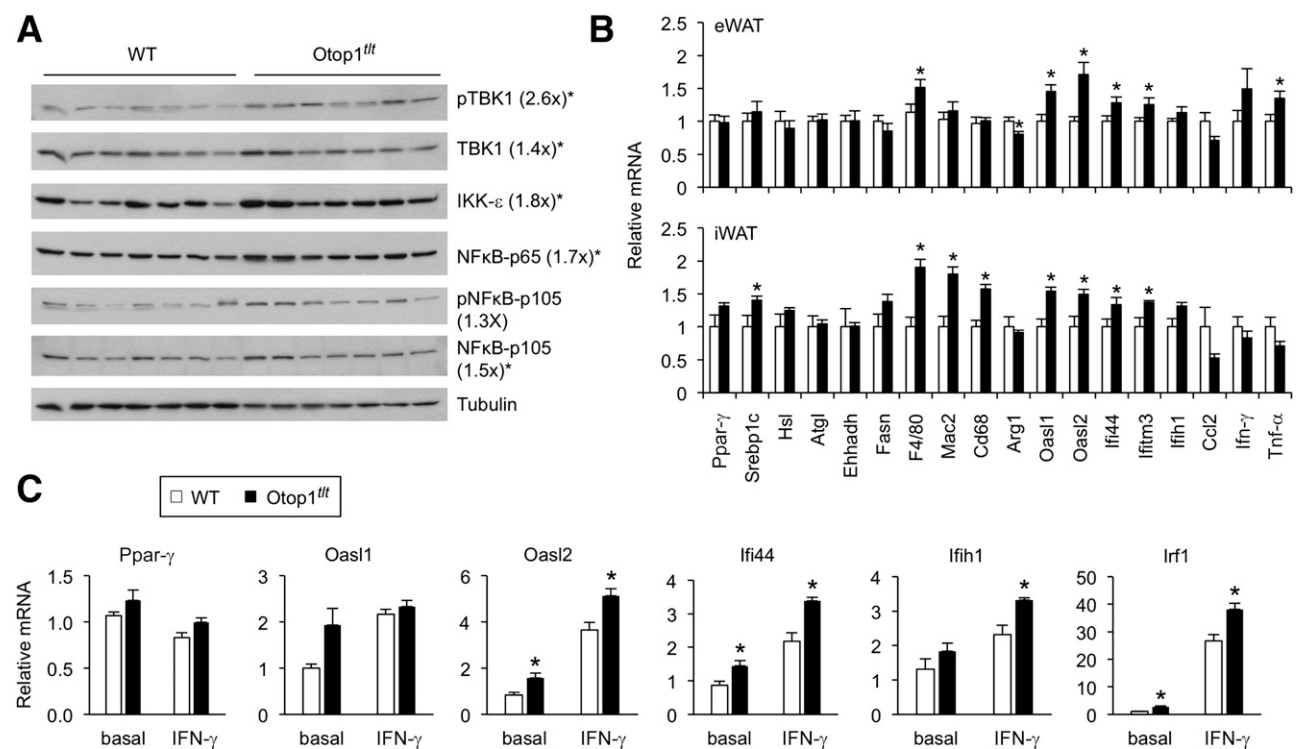 A
WT
Otop1tlt
pTBK1 (2.6x)*
TBK1 (1.4x)*
IKK-ε (1.8x)*
NFκB-p65 (1.7x)*
pNFκB-p105
(1.3X)
NFκB-p105
(1.5x)*
Tubulin
B
Relative mRNA
eWAT
2.5
2
1.5
1
0.5
0
* * * * * * * *
iWAT
2.5
2
1.5
1
0.5
0
* * * * * * * *
Ppar-γ
Srebp1c
Hsl
Atgl
Ehhadh
Fasn
F4/80
Mac2
Cd68
Arg1
Oasl1
Oasl2
Ifi44
Ifitm3
Ifih1
Ccl2
Ifn-γ
Tnf-α
C
WT
Otop1tlt
Relative mRNA
Ppar-γ
1.5
1.0
0.5
0.0
basal IFN-γ
Oasl1
3
2
1
0
basal IFN-γ
Oasl2
6
4
2
0
* *
basal IFN-γ
Ifi44
4
3
2
1
0
* *
basal IFN-γ
Ifih1
4
3
2
1
0
*
basal IFN-γ
Irf1
50
40
30
20
10
0
* *
basal IFN-γ